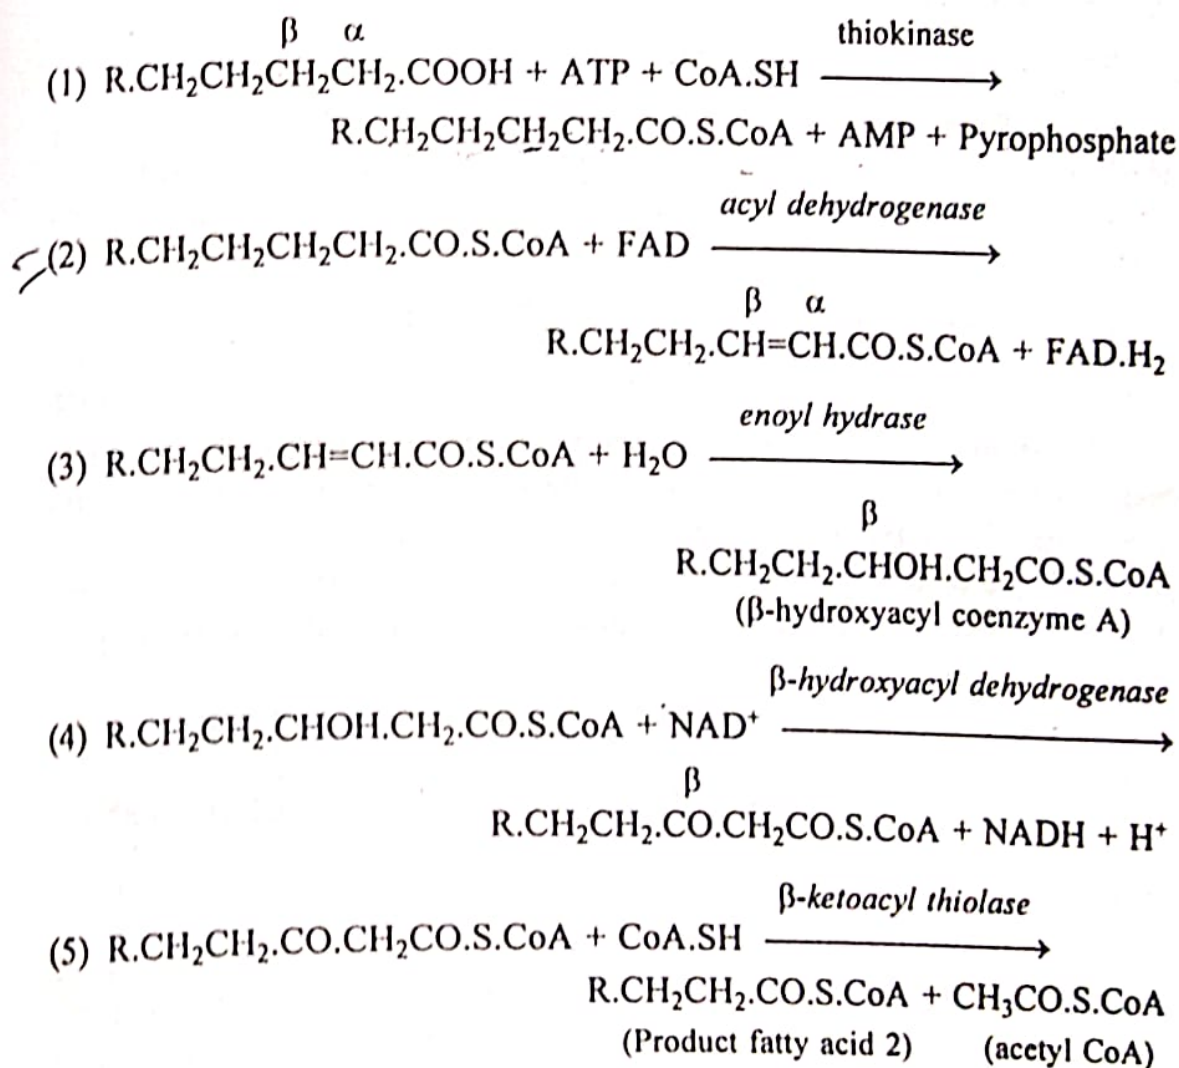 β α thiokinase
(1) R.CH₂CH₂CH₂CH₂.COOH + ATP + CoA.SH ⟶
R.CH₂CH₂CH₂CH₂.CO.S.CoA + AMP + Pyrophosphate
acyl dehydrogenase
(2) R.CH₂CH₂CH₂CH₂.CO.S.CoA + FAD ⟶
β α
R.CH₂CH₂.CH=CH.CO.S.CoA + FAD.H₂
enoyl hydrase
(3) R.CH₂CH₂.CH=CH.CO.S.CoA + H₂O ⟶
β
R.CH₂CH₂.CHOH.CH₂CO.S.CoA
(β-hydroxyacyl coenzyme A)
β-hydroxyacyl dehydrogenase
(4) R.CH₂CH₂.CHOH.CH₂.CO.S.CoA + NAD⁺ ⟶
β
R.CH₂CH₂.CO.CH₂CO.S.CoA + NADH + H⁺
β-ketoacyl thiolase
(5) R.CH₂CH₂.CO.CH₂CO.S.CoA + CoA.SH ⟶
R.CH₂CH₂.CO.S.CoA + CH₃CO.S.CoA
(Product fatty acid 2) (acetyl CoA)